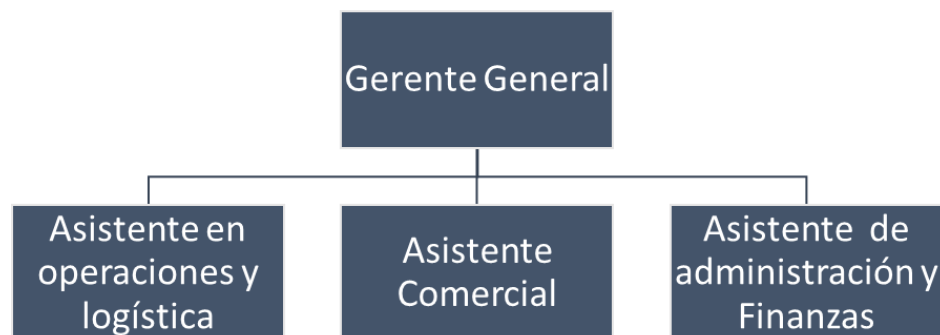 Gerente General
Asistente en
operaciones y
logística
Asistente
Comercial
Asistente de
administración y
Finanzas